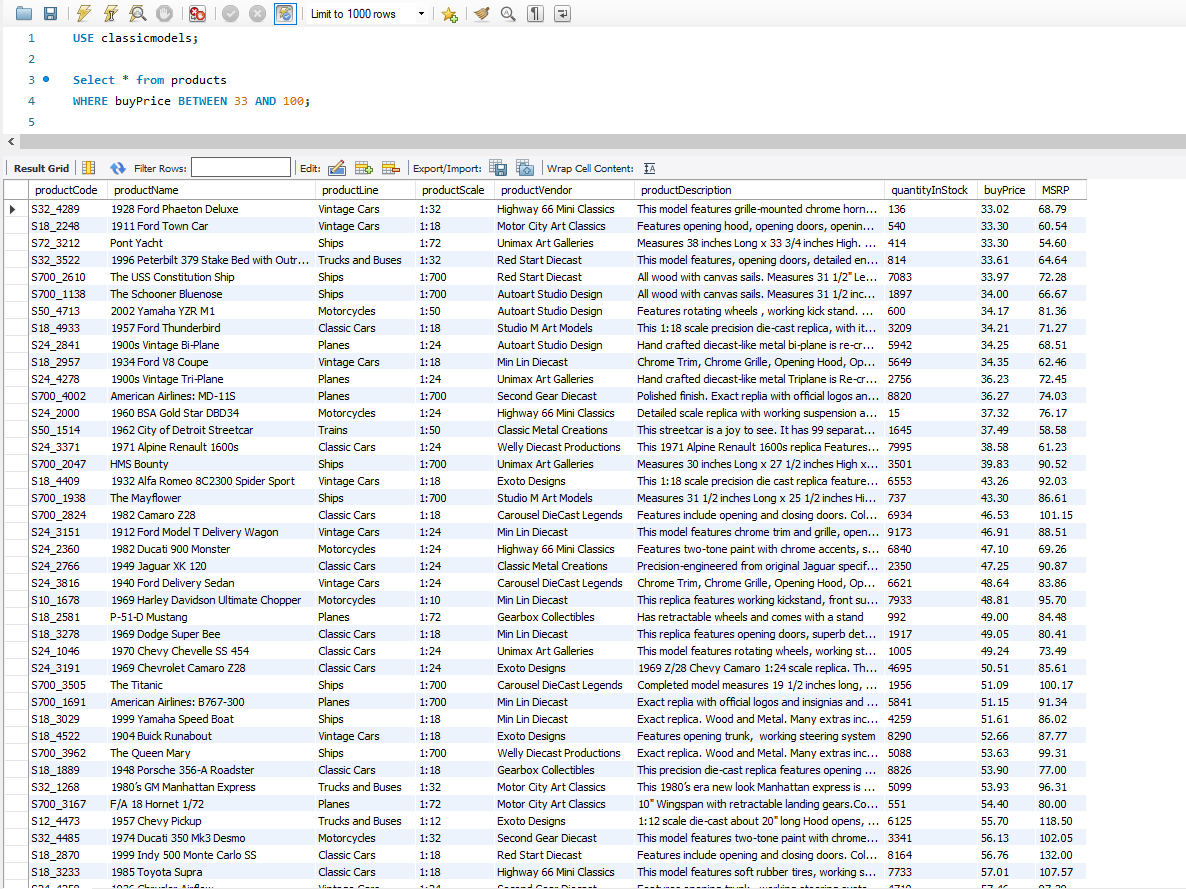 Limit to 1000 rows
1 USE classicmodels;
2
3 Select * from products
4 WHERE buyPrice BETWEEN 33 AND 100;
5
Result Grid Filter Rows: Edit: Export/Import: Wrap Cell Content:
productCode productName productLine productScale productVendor productDescription quantityInStock buyPrice MSRP
S32_4289 1928 Ford Phaeton Deluxe Vintage Cars 1:32 Highway 66 Mini Classics This model features grille-mounted chrome horn... 136 33.02 68.79
S18_2248 1911 Ford Town Car Vintage Cars 1:18 Motor City Art Classics Features opening hood, opening doors, openin... 540 33.30 60.54
S72_3212 Pont Yacht Ships 1:72 Unimax Art Galleries Measures 38 inches Long x 33 3/4 inches High. ... 414 33.30 54.60
S32_3522 1996 Peterbilt 379 Stake Bed with Outr... Trucks and Buses 1:32 Red Start Diecast This model features, opening doors, detailed en... 814 33.61 64.64
S700_2610 The USS Constitution Ship Ships 1:700 Red Start Diecast All wood with canvas sails. Measures 31 1/2" Le... 7083 33.97 72.28
S700_1138 The Schooner Bluenose Ships 1:700 Autoart Studio Design All wood with canvas sails. Measures 31 1/2 inc... 1897 34.00 66.67
S50_4713 2002 Yamaha YZR M1 Motorcycles 1:50 Autoart Studio Design Features rotating wheels , working kick stand. ... 600 34.17 81.36
S18_4933 1957 Ford Thunderbird Classic Cars 1:18 Studio M Art Models This 1:18 scale precision die-cast replica, with it... 3209 34.21 71.27
S24_2841 1900s Vintage Bi-Plane Planes 1:24 Autoart Studio Design Hand crafted diecast-like metal bi-plane is re-cr... 5942 34.25 68.51
S18_2957 1934 Ford V8 Coupe Vintage Cars 1:18 Min Lin Diecast Chrome Trim, Chrome Grille, Opening Hood, Op... 5649 34.35 62.46
S24_4278 1900s Vintage Tri-Plane Planes 1:24 Unimax Art Galleries Hand crafted diecast-like metal Triplane is Re-cr... 2756 36.23 72.45
S700_4002 American Airlines: MD-11S Planes 1:700 Second Gear Diecast Polished finish. Exact replia with official logos an... 8820 36.27 74.03
S24_2000 1960 BSA Gold Star DBD34 Motorcycles 1:24 Highway 66 Mini Classics Detailed scale replica with working suspension a... 15 37.32 76.17
S50_1514 1962 City of Detroit Streetcar Trains 1:50 Classic Metal Creations This streetcar is a joy to see. It has 99 separat... 1645 37.49 58.58
S24_3371 1971 Alpine Renault 1600s Classic Cars 1:24 Welly Diecast Productions This 1971 Alpine Renault 1600s replica Features... 7995 38.58 61.23
S700_2047 HMS Bounty Ships 1:700 Unimax Art Galleries Measures 30 inches Long x 27 1/2 inches High x... 3501 39.83 90.52
S18_4409 1932 Alfa Romeo 8C2300 Spider Sport Vintage Cars 1:18 Exoto Designs This 1:18 scale precision die cast replica feature... 6553 43.26 92.03
S700_1938 The Mayflower Ships 1:700 Studio M Art Models Measures 31 1/2 inches Long x 25 1/2 inches Hi... 737 43.30 86.61
S700_2824 1982 Camaro Z28 Classic Cars 1:18 Carousel DieCast Legends Features include opening and closing doors. Col... 6934 46.53 101.15
S24_3151 1912 Ford Model T Delivery Wagon Vintage Cars 1:24 Min Lin Diecast This model features chrome trim and grille, open... 9173 46.91 88.51
S24_2360 1982 Ducati 900 Monster Motorcycles 1:24 Highway 66 Mini Classics Features two-tone paint with chrome accents, s... 6840 47.10 69.26
S24_2766 1949 Jaguar XK 120 Classic Cars 1:24 Classic Metal Creations Precision-engineered from original Jaguar specif... 2350 47.25 90.87
S24_3816 1940 Ford Delivery Sedan Vintage Cars 1:24 Carousel DieCast Legends Chrome Trim, Chrome Grille, Opening Hood, Op... 6621 48.64 83.86
S10_1678 1969 Harley Davidson Ultimate Chopper Motorcycles 1:10 Min Lin Diecast This replica features working kickstand, front su... 7933 48.81 95.70
S18_2581 P-51-D Mustang Planes 1:72 Gearbox Collectibles Has retractable wheels and comes with a stand 992 49.00 84.48
S18_3278 1969 Dodge Super Bee Classic Cars 1:18 Min Lin Diecast This replica features opening doors, superb det... 1917 49.05 80.41
S24_1046 1970 Chevy Chevelle SS 454 Classic Cars 1:24 Unimax Art Galleries This model features rotating wheels, working st... 1005 49.24 73.49
S24_3191 1969 Chevrolet Camaro Z28 Classic Cars 1:24 Exoto Designs 1969 Z/28 Chevy Camaro 1:24 scale replica. Th... 4695 50.51 85.61
S700_3505 The Titanic Ships 1:700 Carousel DieCast Legends Completed model measures 19 1/2 inches long, ... 1956 51.09 100.17
S700_1691 American Airlines: B767-300 Planes 1:700 Min Lin Diecast Exact replia with official logos and insignias and ... 5841 51.15 91.34
S18_3029 1999 Yamaha Speed Boat Ships 1:18 Min Lin Diecast Exact replica. Wood and Metal. Many extras inc... 4259 51.61 86.02
S18_4522 1904 Buick Runabout Vintage Cars 1:18 Exoto Designs Features opening trunk, working steering system 8290 52.66 87.77
S700_3962 The Queen Mary Ships 1:700 Welly Diecast Productions Exact replica. Wood and Metal. Many extras inc... 5088 53.63 99.31
S18_1889 1948 Porsche 356-A Roadster Classic Cars 1:18 Gearbox Collectibles This precision die-cast replica features opening ... 8826 53.90 77.00
S32_1268 1980's GM Manhattan Express Trucks and Buses 1:32 Motor City Art Classics This 1980's era new look Manhattan express is ... 5099 53.93 96.31
S700_3167 F/A 18 Hornet 1/72 Planes 1:72 Motor City Art Classics 10" Wingspan with retractable landing gears.Co... 551 54.40 80.00
S12_4473 1957 Chevy Pickup Trucks and Buses 1:12 Exoto Designs 1:12 scale die-cast about 20" long Hood opens, ... 6125 55.70 118.50
S32_4485 1974 Ducati 350 Mk3 Desmo Motorcycles 1:32 Second Gear Diecast This model features two-tone paint with chrome... 3341 56.13 102.05
S18_2870 1999 Indy 500 Monte Carlo SS Classic Cars 1:18 Red Start Diecast Features include opening and closing doors. Col... 8164 56.76 132.00
S18_3233 1985 Toyota Supra Classic Cars 1:18 Highway 66 Mini Classics This model features soft rubber tires, working s... 7733 57.01 107.57